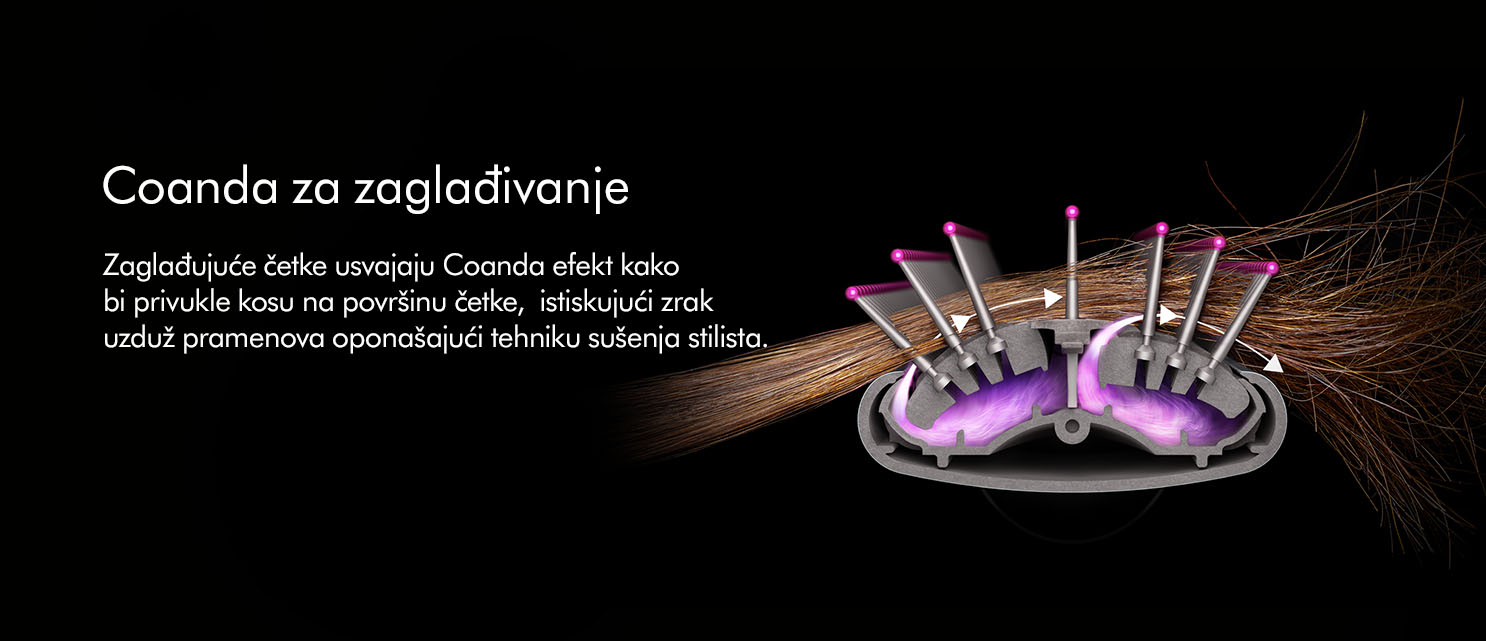 Coanda za zaglađivanje
Zaglađujuće četke usvajaju Coanda efekt kako
bi privukle kosu na površinu četke,  istiskujući zrak
uzduž pramenova oponašajući tehniku sušenja stilista.